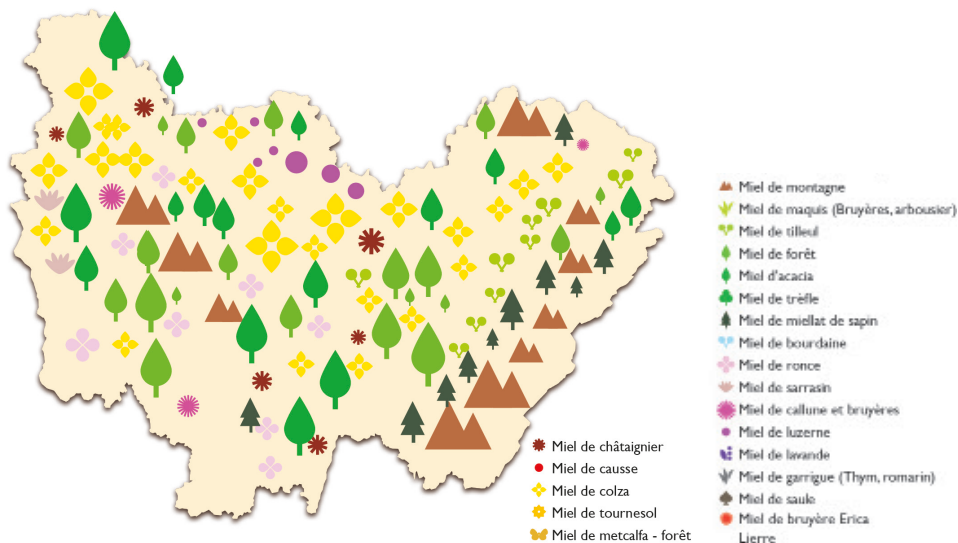 Miel de châtaignier
Miel de causse
Miel de colza
Miel de tournesol
Miel de metcalfa - forêt
Miel de montagne
Miel de maquis (Bruyères, arbousier)
Miel de tilleul
Miel de forêt
Miel d'acacia
Miel de trèfle
Miel de miellat de sapin
Miel de bourdaine
Miel de ronce
Miel de sarrasin
Miel de callune et bruyères
Miel de luzerne
Miel de lavande
Miel de garrigue (Thym, romarin)
Miel de saule
Miel de bruyère Erica
Lierre